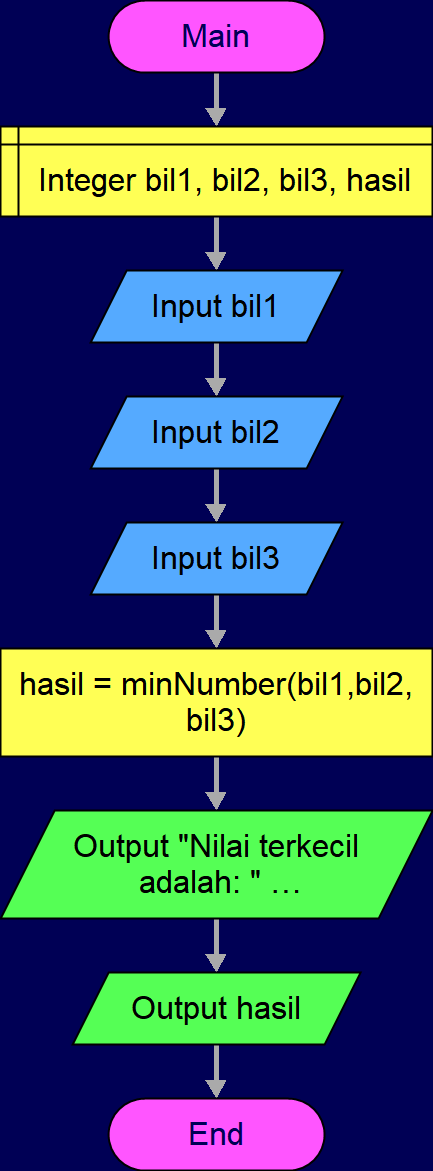 Main
Integer bil1, bil2, bil3, hasil
Input bil1
Input bil2
Input bil3
hasil = minNumber(bil1,bil2,
bil3)
Output "Nilai terkecil
adalah: " …
Output hasil
End